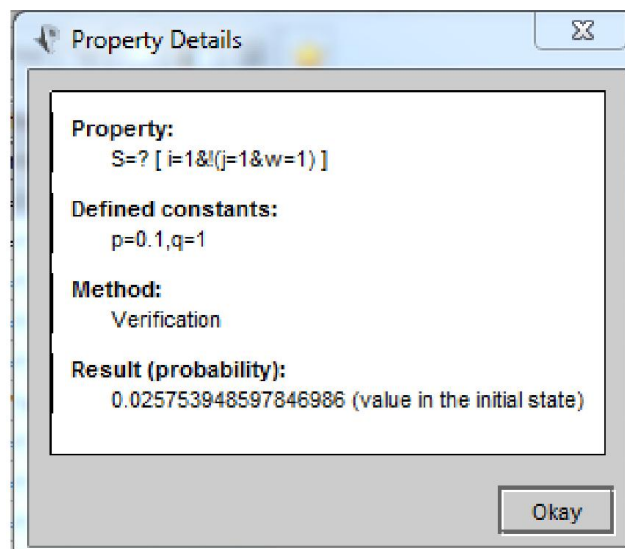 Property Details
Property:
S=? [ i=1&!(j=1&w=1) ]
Defined constants:
p=0.1,q=1
Method:
Verification
Result (probability):
0.025753948597846986 (value in the initial state)
Okay